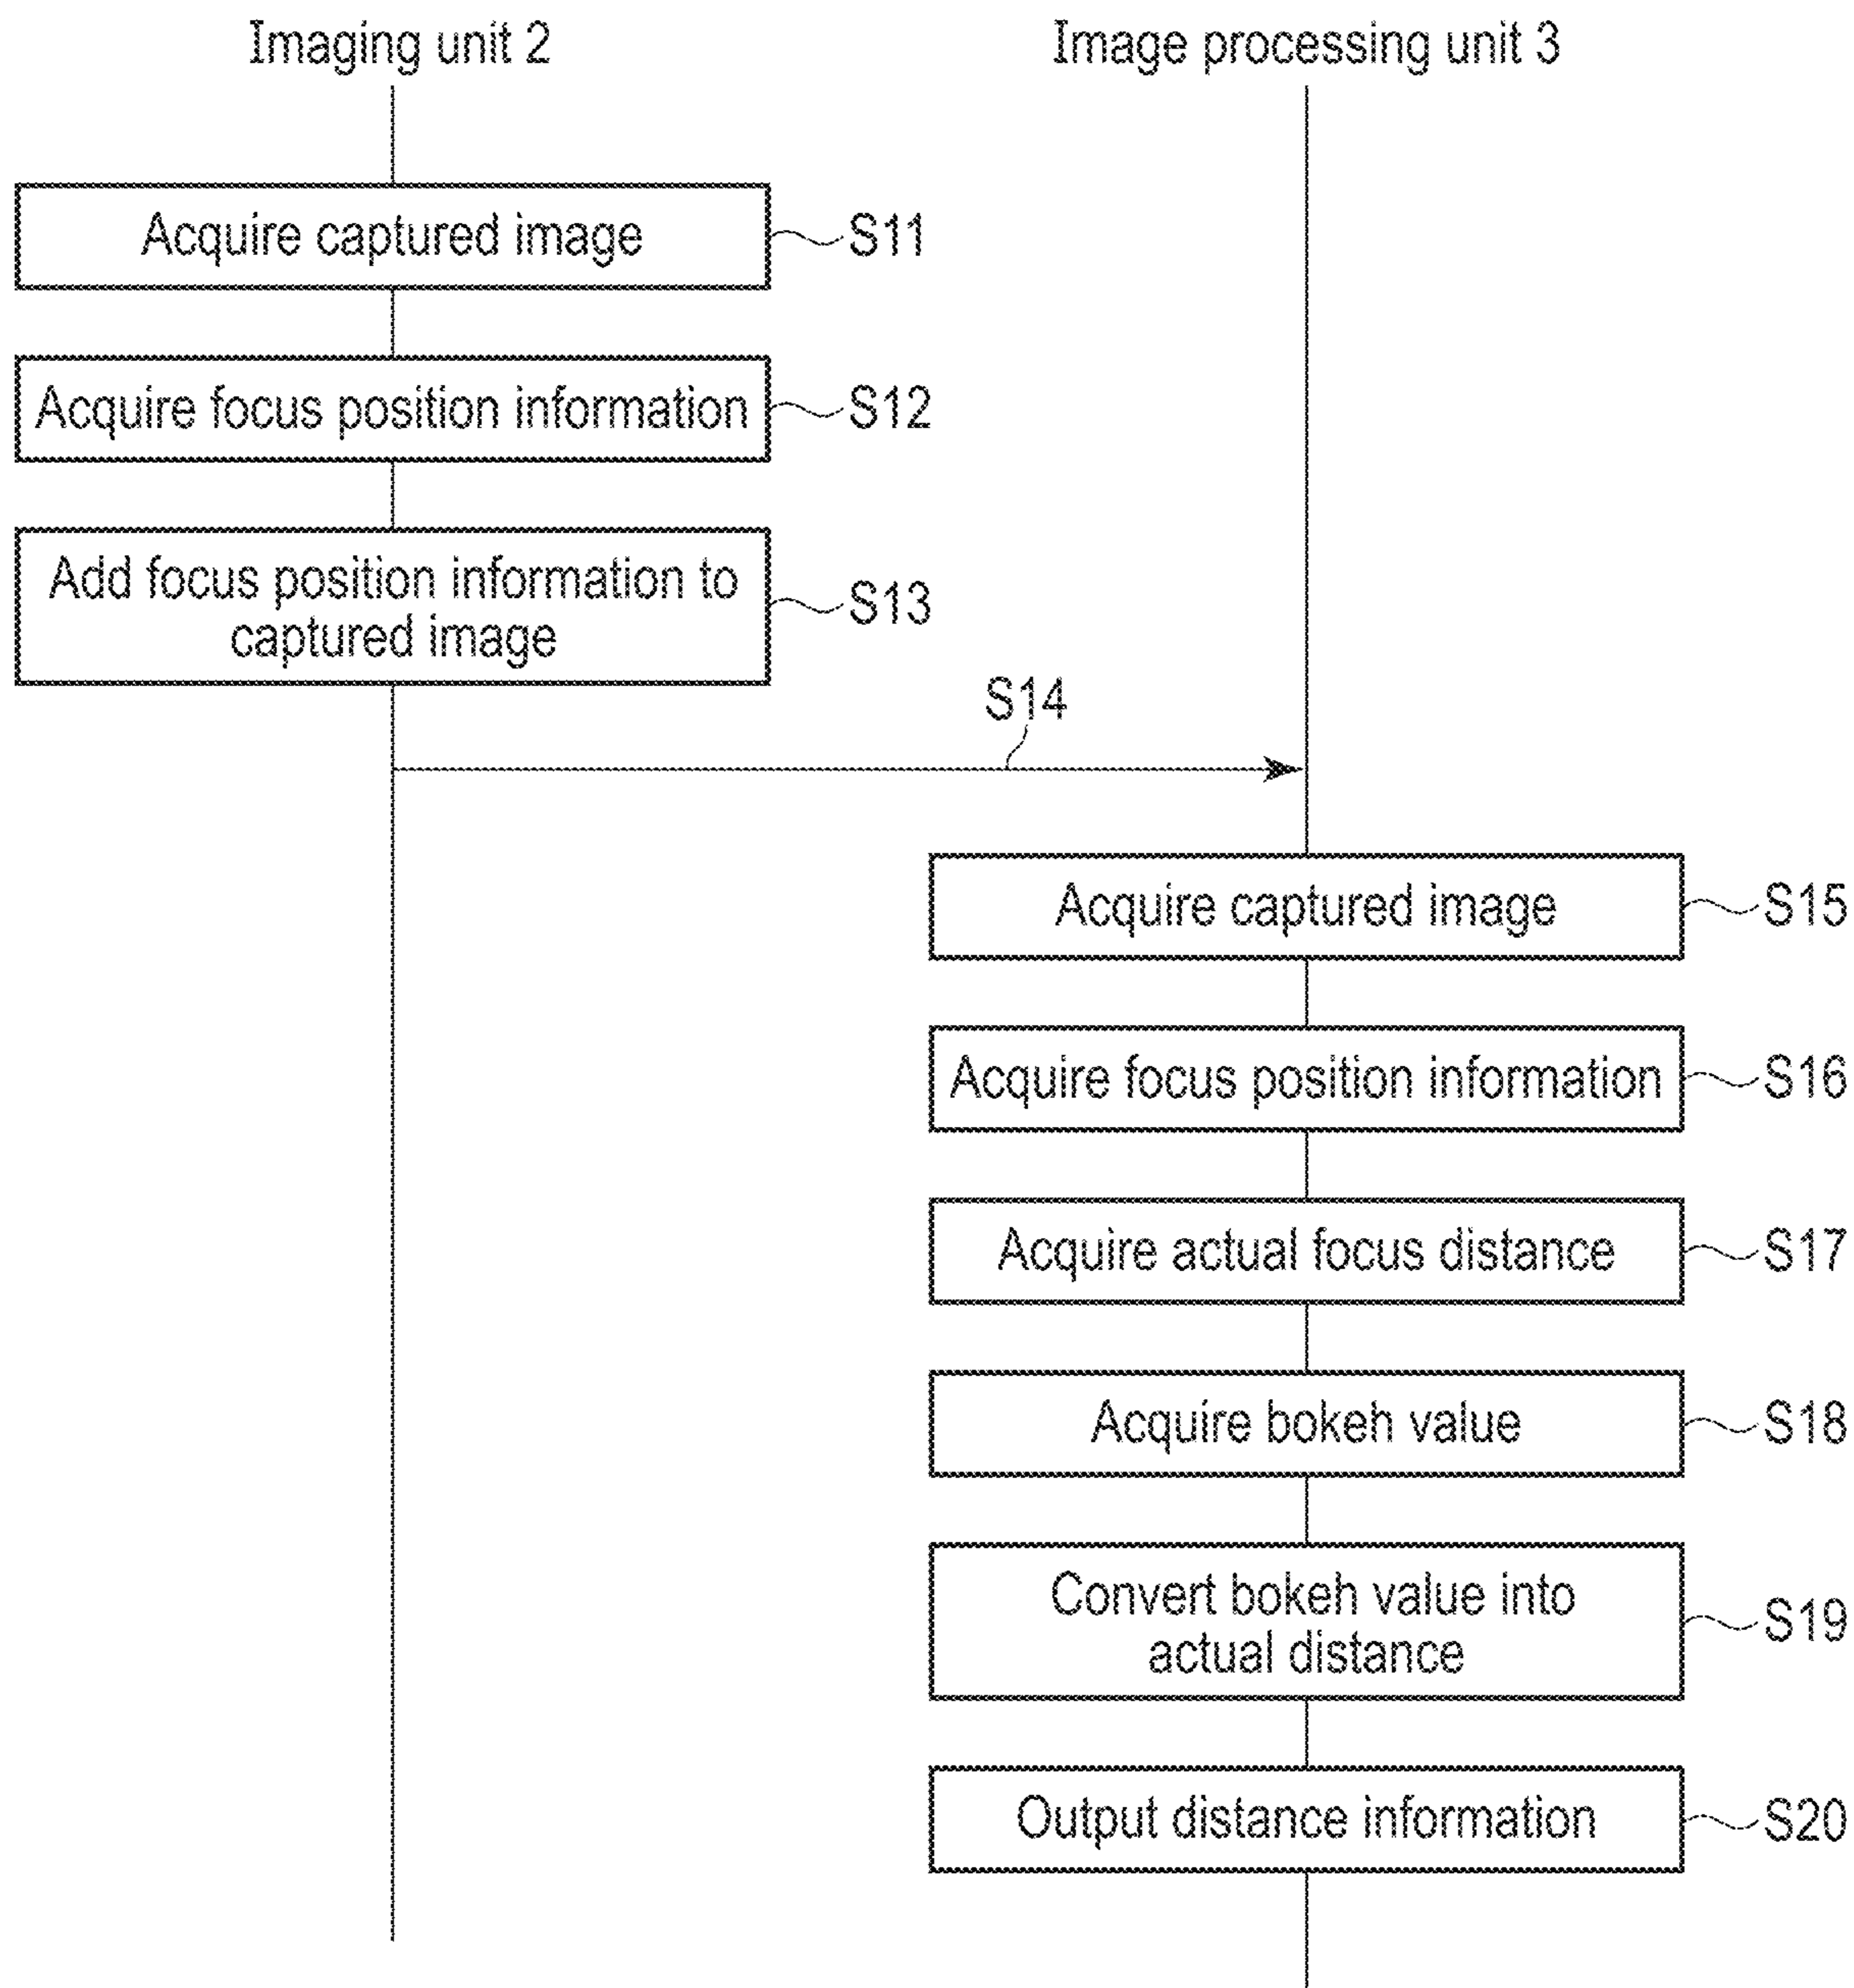 Imaging unit 2
Image processing unit 3
Acquire captured image
S11
Acquire focus position information
S12
Add focus position information to
captured image
S13
S14
Acquire captured image
S15
Acquire focus position information
S16
Acquire actual focus distance
S17
Acquire bokeh value
S18
Convert bokeh value into
actual distance
S19
Output distance information
S20